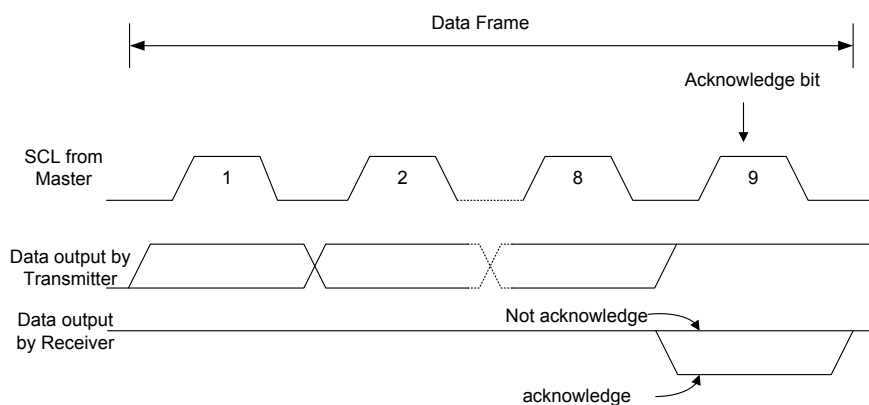 Data Frame
Acknowledge bit
SCL from
Master
1
2
8
9
Data output by
Transmitter
Data output
by Receiver
Not acknowledge
acknowledge